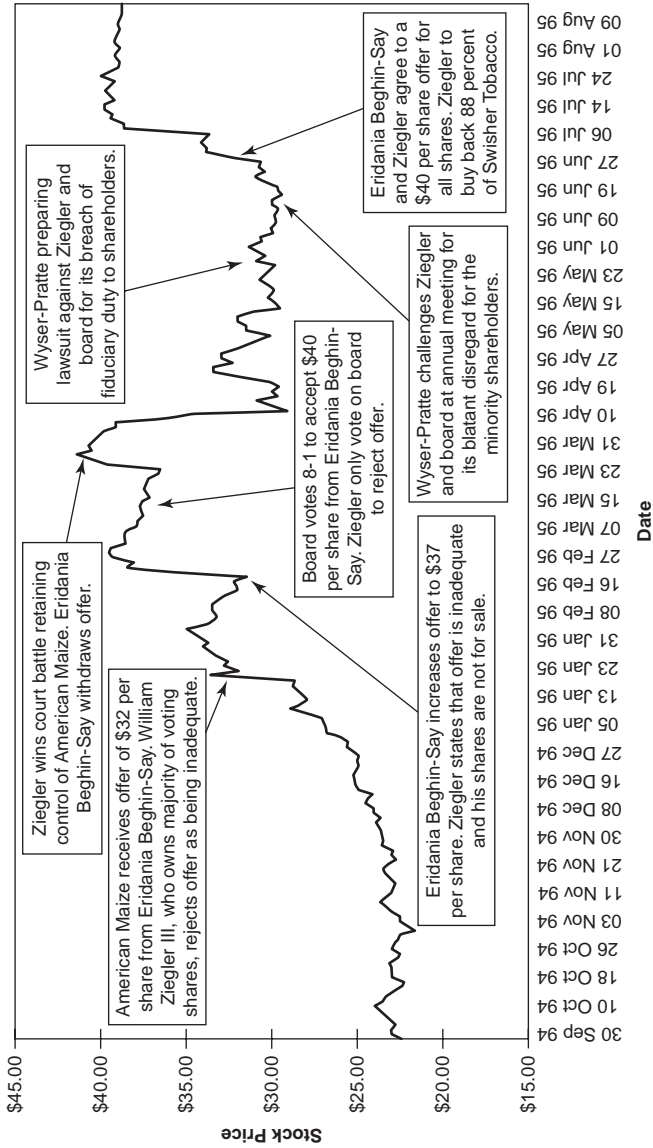 $45.00
$40.00
$35.00
$30.00
$25.00
$20.00
$15.00
Stock Price
Ziegler wins court battle retaining
control of American Maize. Eridania
Beghin-Say withdraws offer.
American Maize receives offer of $32 per
share from Eridania Beghin-Say. William
Ziegler III, who owns majority of voting
shares, rejects offer as being inadequate.
Wyser-Pratte preparing
lawsuit against Ziegler and
board for its breach of
fiduciary duty to shareholders.
Board votes 8-1 to accept $40
per share from Eridania Beghin-
Say. Ziegler only vote on board
to reject offer.
Eridania Beghin-Say increases offer to $37
per share. Ziegler states that offer is inadequate
and his shares are not for sale.
Wyser-Pratte challenges Ziegler
and board at annual meeting for
its blatant disregard for the
minority shareholders.
Eridania Beghin-Say
and Ziegler agree to a
$40 per share offer for
all shares. Ziegler to
buy back 88 percent
of Swisher Tobacco.
30 Sep 94
10 Oct 94
18 Oct 94
26 Oct 94
03 Nov 94
11 Nov 94
21 Nov 94
30 Nov 94
08 Dec 94
16 Dec 94
27 Dec 94
05 Jan 95
13 Jan 95
23 Jan 95
31 Jan 95
08 Feb 95
16 Feb 95
27 Feb 95
07 Mar 95
15 Mar 95
23 Mar 95
31 Mar 95
10 Apr 95
19 Apr 95
27 Apr 95
05 May 95
15 May 95
23 May 95
01 Jun 95
09 Jun 95
19 Jun 95
27 Jun 95
06 Jul 95
14 Jul 95
24 Jul 95
01 Aug 95
09 Aug 95
Date